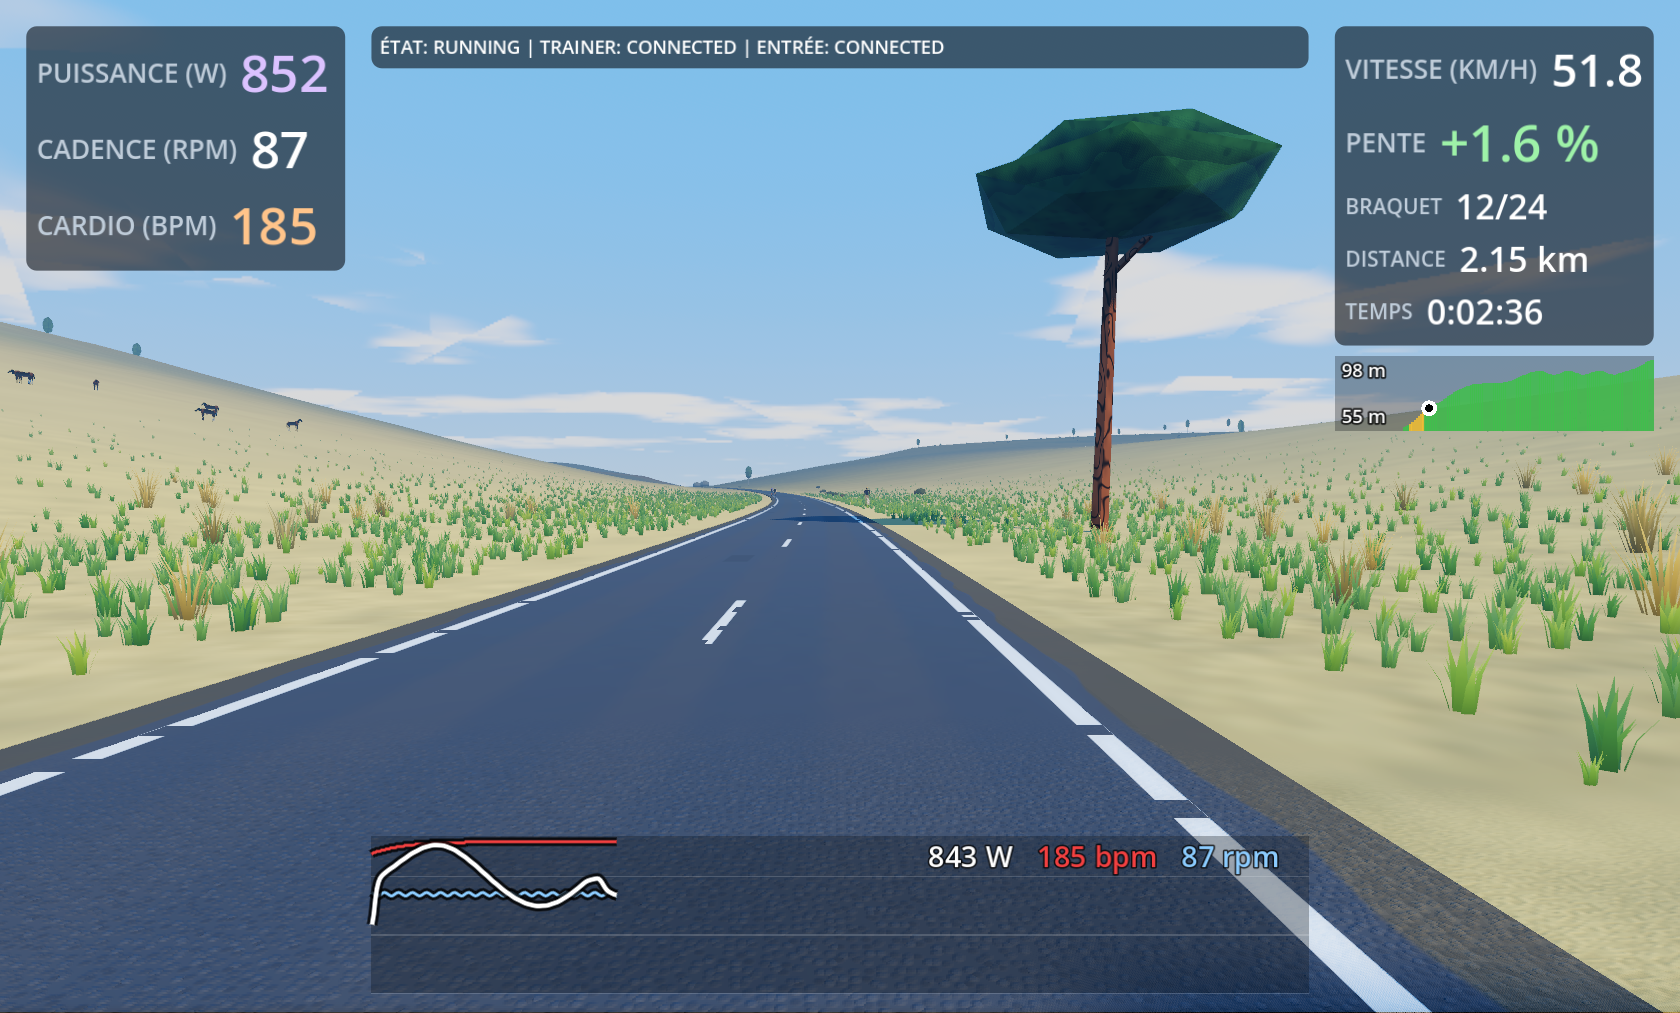 PUISSANCE (W) 852
CADENCE (RPM) 87
CARDIO (BPM) 185
ÉTAT: RUNNING | TRAINER: CONNECTED | ENTRÉE: CONNECTED
VITESSE (KM/H) 51.8
PENTE +1.6 %
BRAQUET 12/24
DISTANCE 2.15 km
TEMPS 0:02:36
98 m
55 m
843 W 185 bpm 87 rpm